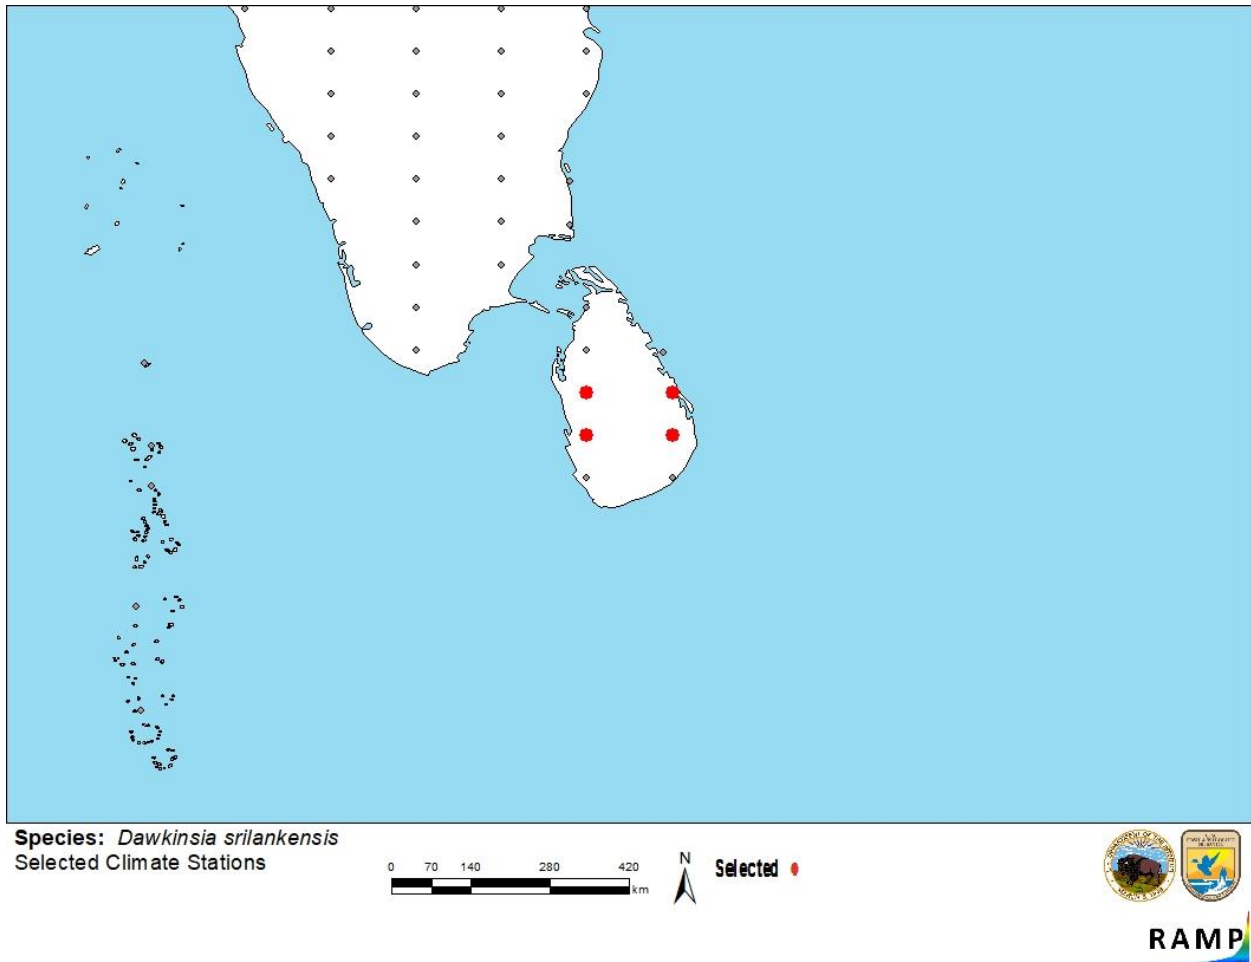 Species: Dawkinsia srilankensis
Selected Climate Stations
0 70 140 280 420
km
N
Selected
RAMP